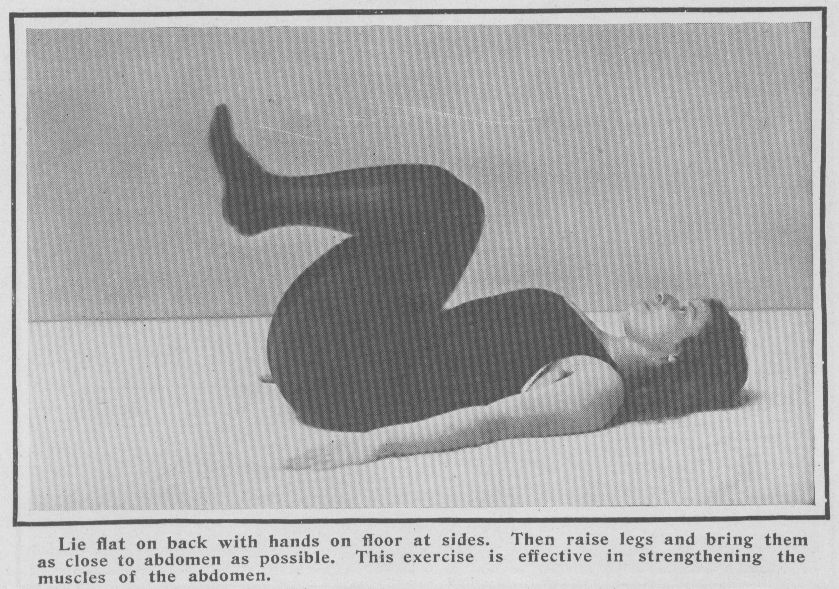 Lie flat on back with hands on floor at sides. Then raise legs and bring them
as close to abdomen as possible. This exercise is effective in strengthening the
muscles of the abdomen.